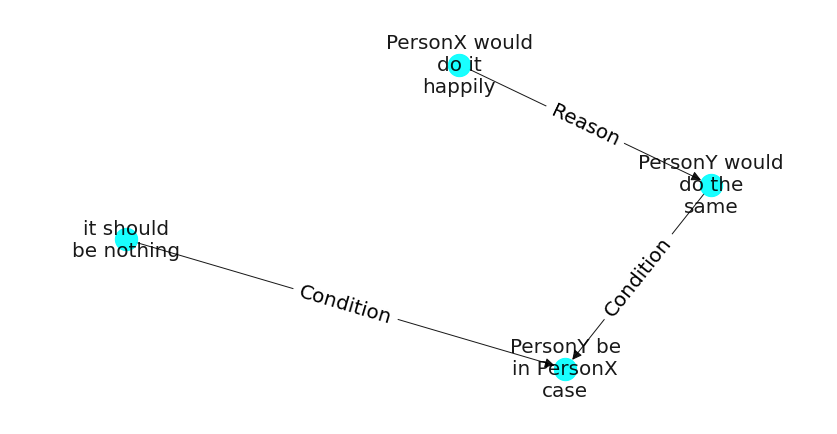 PersonX would
do it
happily
Reason
PersonY would
do the
same
it should
be nothing
Condition
Condition
PersonY be
in PersonX
case